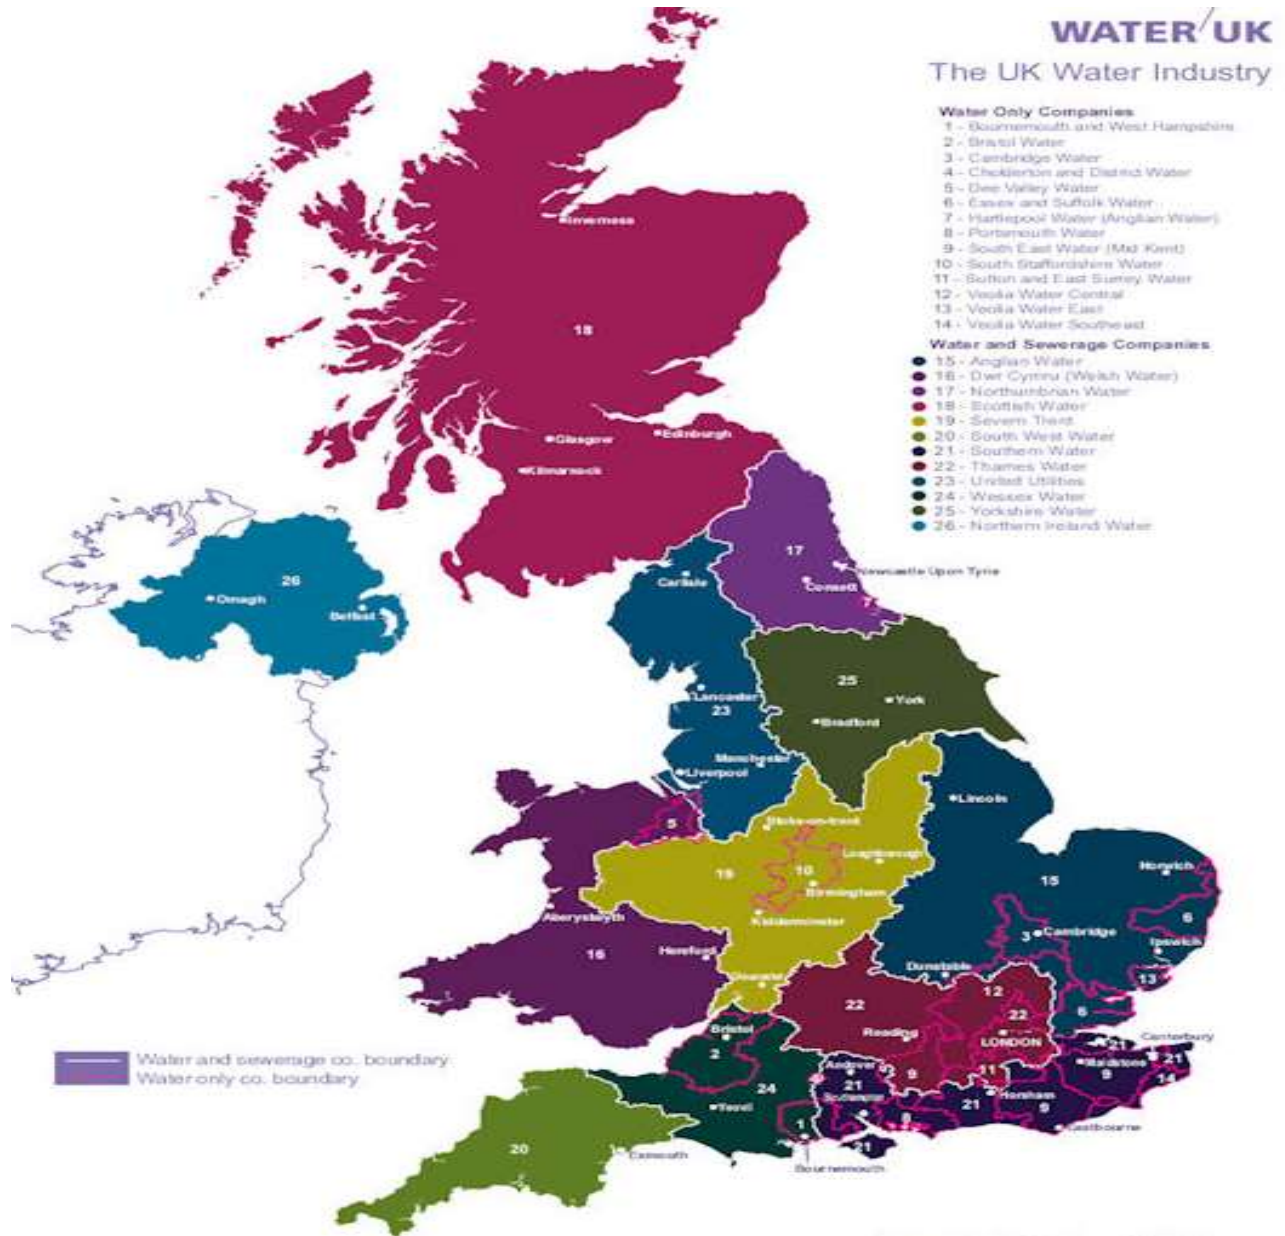 WATER UK
The UK Water Industry
Water Only Companies
1 - Bournemouth and West Hampshire
2 - Bristol Water
3 - Cambridge Water
4 - Cholderton and District Water
5 - Dee Valley Water
6 - Essex and Suffolk Water
7 - Hartlepool Water (Anglian Water)
8 - Portsmouth Water
9 - South East Water (Mid Kent)
10 - South Staffordshire Water
11 - Sutton and East Surrey Water
12 - Veolia Water Central
13 - Veolia Water East
14 - Veolia Water Southeast
Water and Sewerage Companies
15 - Anglian Water
16 - Dwr Cymru (Welsh Water)
17 - Northumbrian Water
18 - Scottish Water
19 - Severn Trent
20 - South West Water
21 - Southern Water
22 - Thames Water
23 - United Utilities
24 - Wessex Water
25 - Yorkshire Water
26 - Northern Ireland Water
Inverness
18
Glasgow
Edinburgh
Kilmarnock
17
Newcastle Upon Tyne
Carlisle
Consett
7
26
Omagh
Belfast
25
Lancaster
York
23
Bradford
Manchester
Liverpool
Lincoln
5
Stoke-on-trent
Loughborough
19
10
Birmingham
15
Norwich
Aberystwyth
Kidderminster
6
3
Cambridge
Ipswich
16
Hereford
Dunstable
13
Gloucester
12
22
22
6
Reading
LONDON
Bristol
2
Canterbury
21
21
Maidstone
9
Andover
9
11
14
21
24
Southampton
Horsham
21
9
Yeovil
8
1
Eastbourne
21
20
Exmouth
Bournemouth
Water and sewerage co. boundary
Water only co. boundary